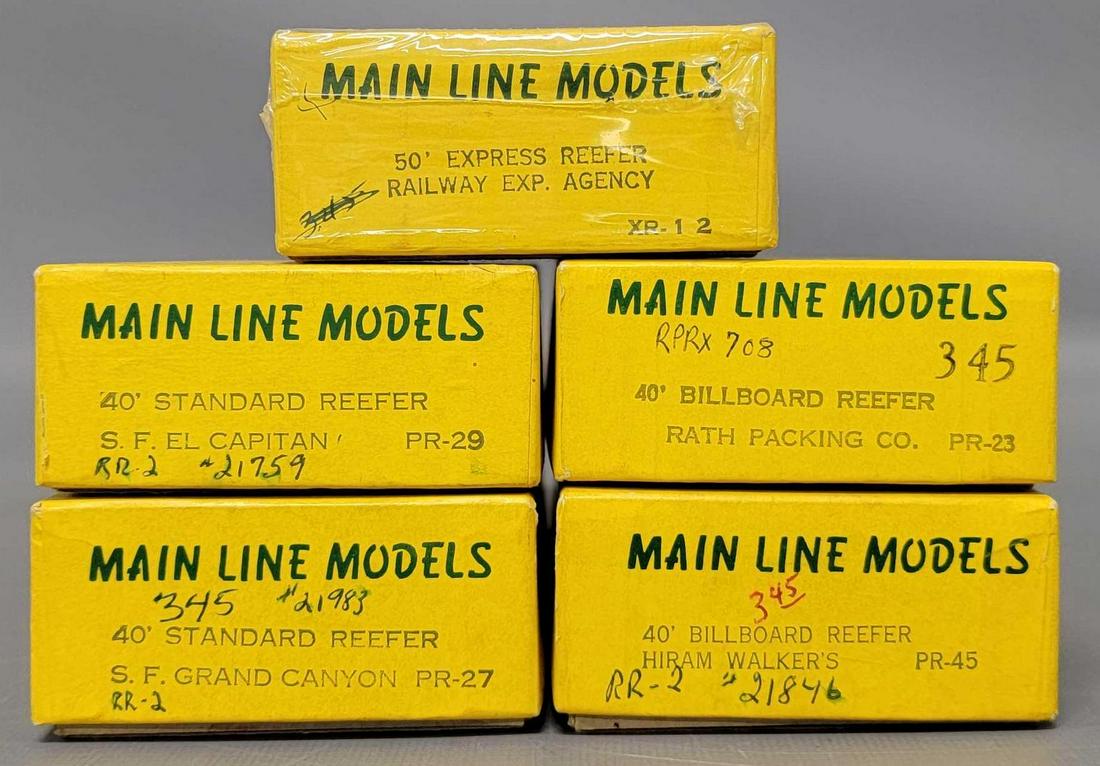 MAIN LINE MODELS
50' EXPRESS REEFER
RAILWAY EXP. AGENCY
3.45
XR-12
MAIN LINE MODELS
40' STANDARD REEFER
S. F. EL CAPITAN PR-29
RR-2 #21759
MAIN LINE MODELS
RPRX 708 345
40' BILLBOARD REEFER
RATH PACKING CO. PR-23
MAIN LINE MODELS
345 #21983
40' STANDARD REEFER
S. F. GRAND CANYON PR-27
RR-2
MAIN LINE MODELS
345
40' BILLBOARD REEFER
HIRAM WALKER'S PR-45
RR-2 #21846